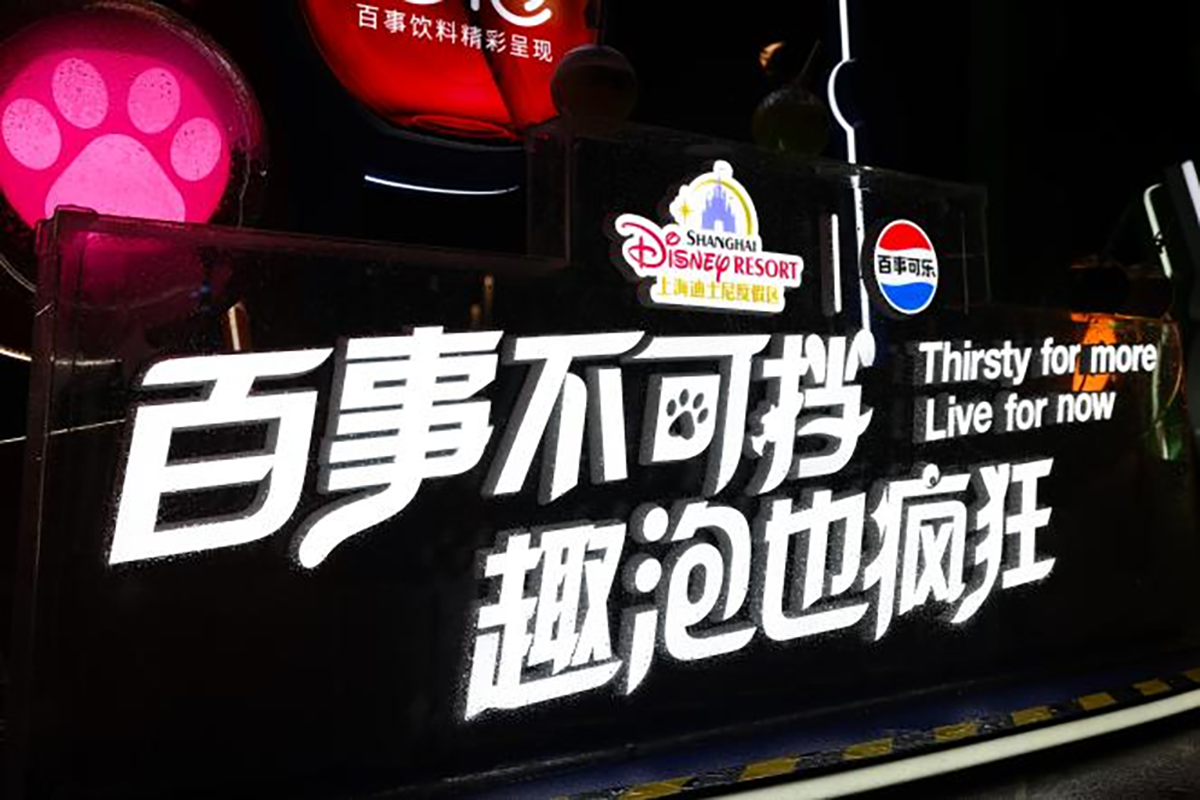 百事饮料精彩呈现
SHANGHAI
DISNEY RESORT
上海迪士尼度假区
百事可乐
百事不可挡
Thirsty for more
Live for now
趣泡也疯狂